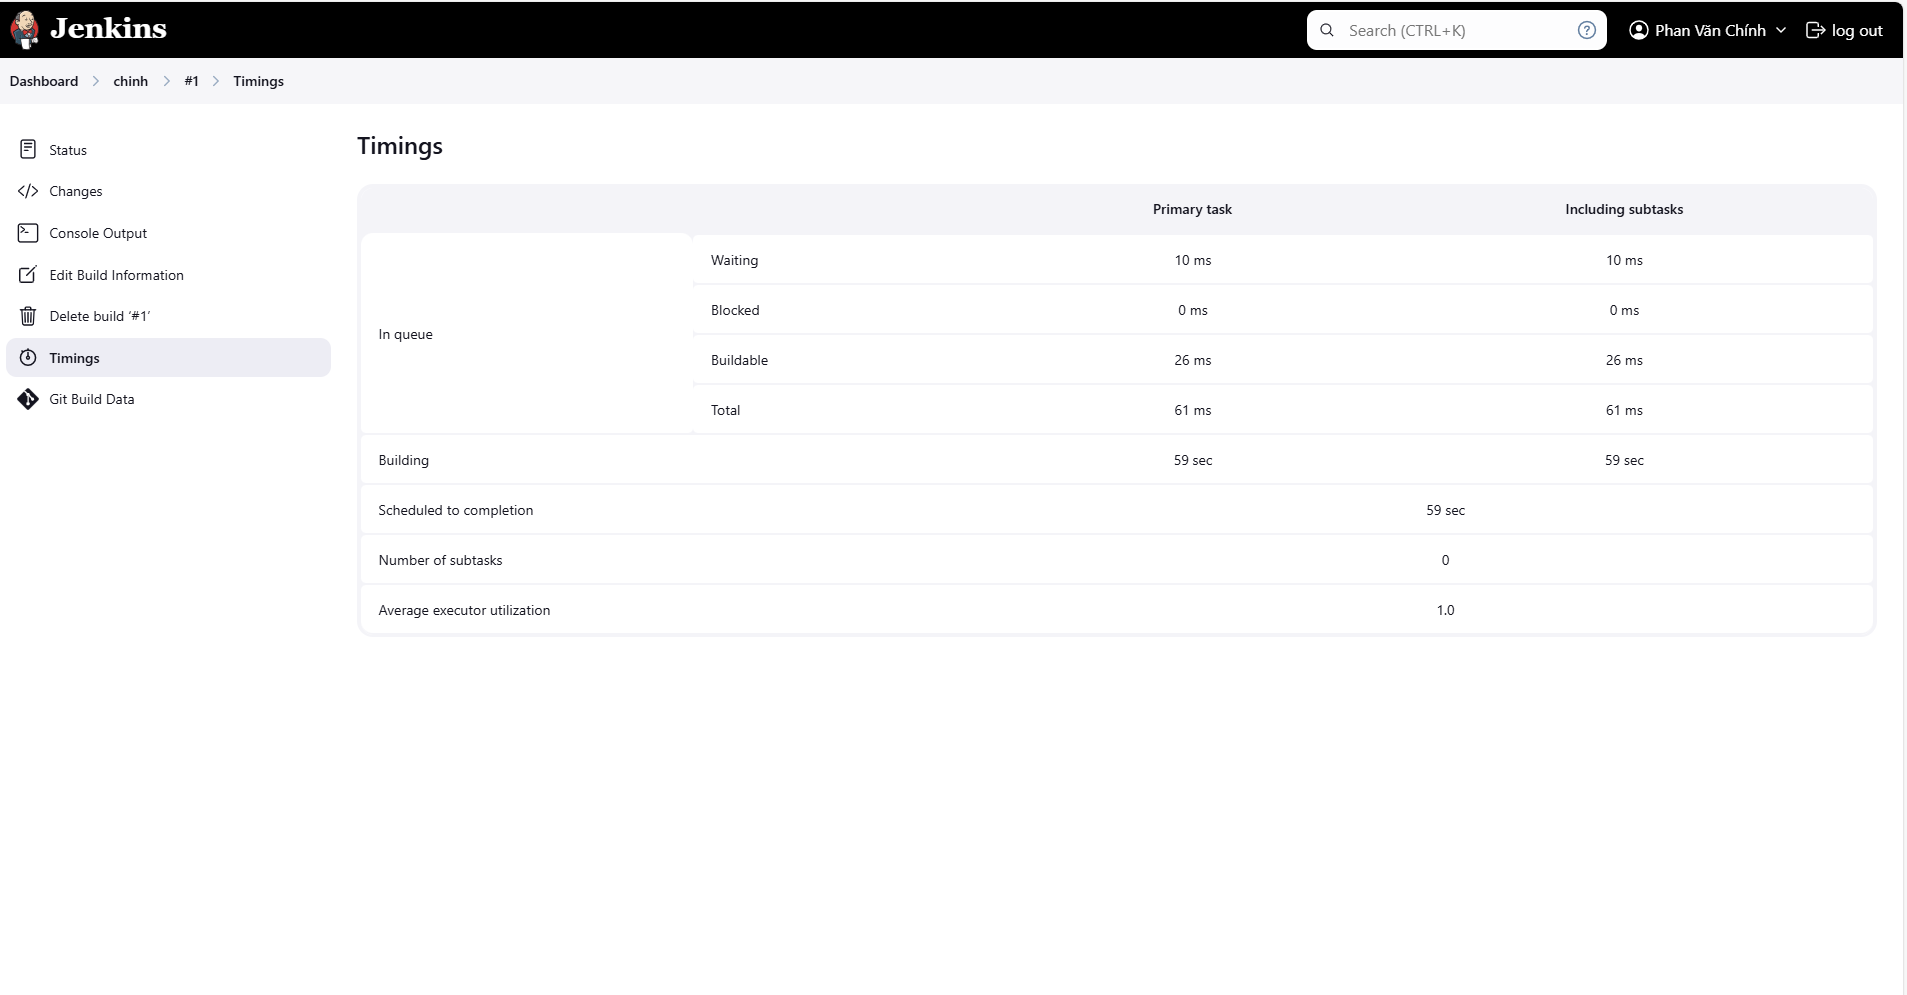 Jenkins
Search (CTRL+K)
Phan Văn Chính
log out
Dashboard
chinh
#1
Timings
Status
Changes
Console Output
Edit Build Information
Delete build ‘#1’
Timings
Git Build Data
Timings
Primary task Including subtasks
In queue
Waiting 10 ms 10 ms
Blocked 0 ms 0 ms
Buildable 26 ms 26 ms
Total 61 ms 61 ms
Building 59 sec 59 sec
Scheduled to completion 59 sec
Number of subtasks 0
Average executor utilization 1.0